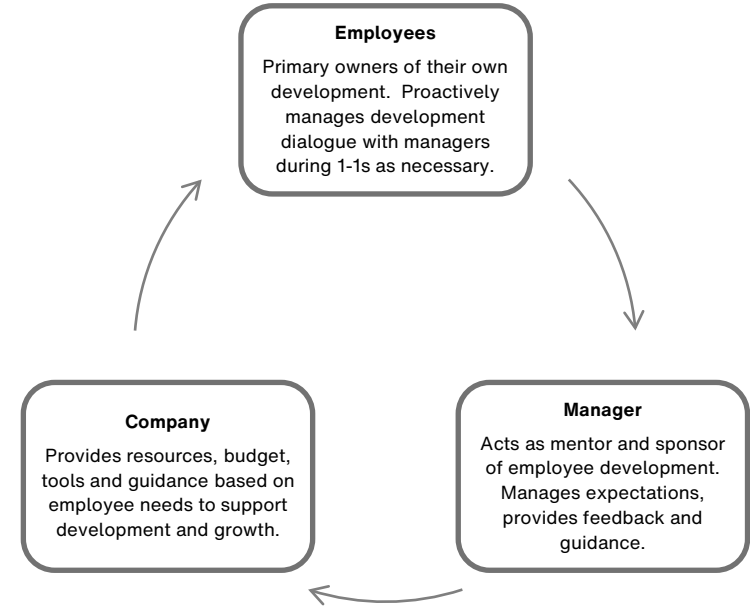 Employees
Primary owners of their own
development.  Proactively
manages development
dialogue with managers
during 1-1s as necessary.
Company
Provides resources, budget,
tools and guidance based on
employee needs to support
development and growth.
Manager
Acts as mentor and sponsor
of employee development.
Manages expectations,
provides feedback and
guidance.